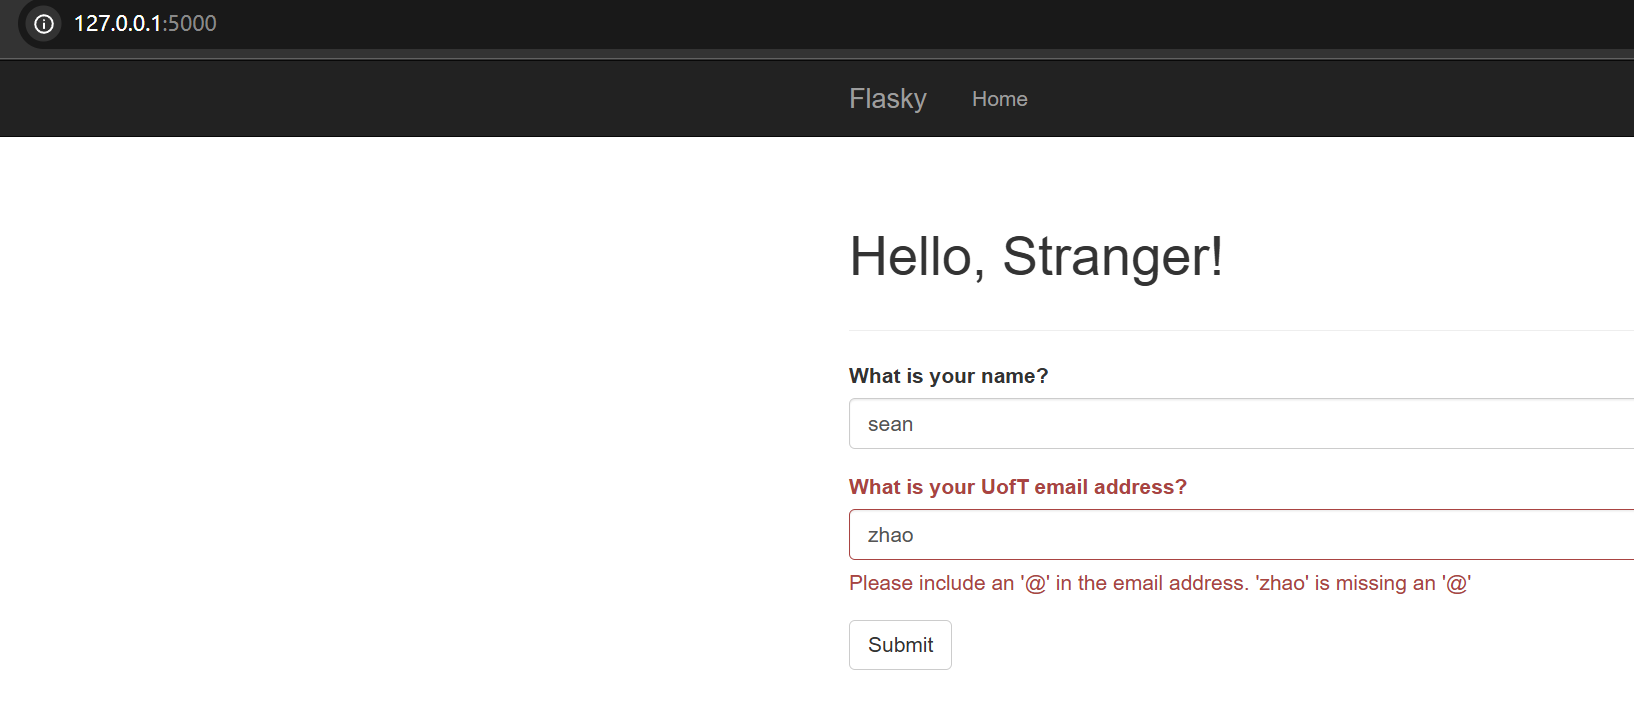 127.0.0.1:5000
Flasky Home
Hello, Stranger!
What is your name?
sean
What is your UofT email address?
zhao
Please include an '@' in the email address. 'zhao' is missing an '@'
Submit